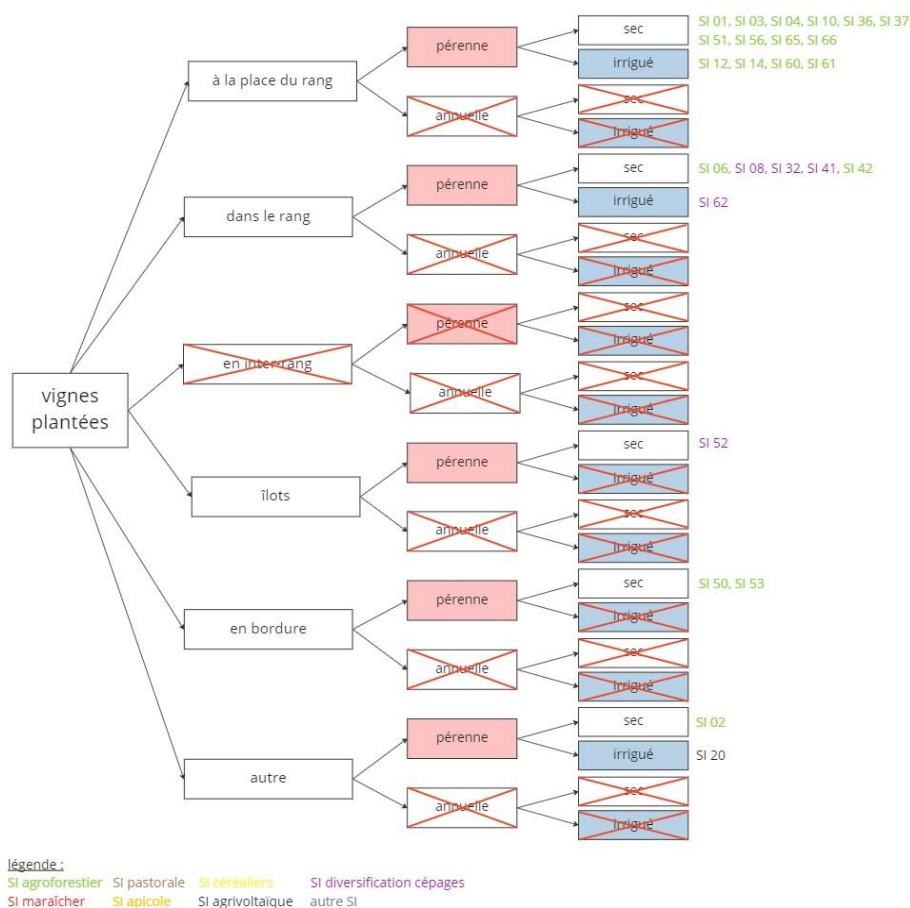 sec
SI 01, SI 03, SI 04, SI 10, SI 36, SI 37
SI 51, SI 56, SI 65, SI 66
pérenne
irrigué
SI 12, SI 14, SI 60, SI 61
à la place du rang
sec
annuelle
irrigué
sec
SI 06, SI 08, SI 32, SI 41, SI 42
pérenne
irrigué
SI 62
dans le rang
sec
annuelle
irrigué
sec
pérenne
irrigué
en inter-rang
sec
annuelle
irrigué
vignes
plantées
sec
SI 52
pérenne
irrigué
îlots
sec
annuelle
irrigué
sec
SI 50, SI 53
pérenne
irrigué
en bordure
sec
annuelle
irrigué
sec
SI 02
pérenne
irrigué
SI 20
autre
sec
annuelle
irrigué
légende :
SI agroforestier SI pastorale SI céréaliers SI diversification cépages
SI maraîcher SI apicole SI agrivoltaïque autre SI